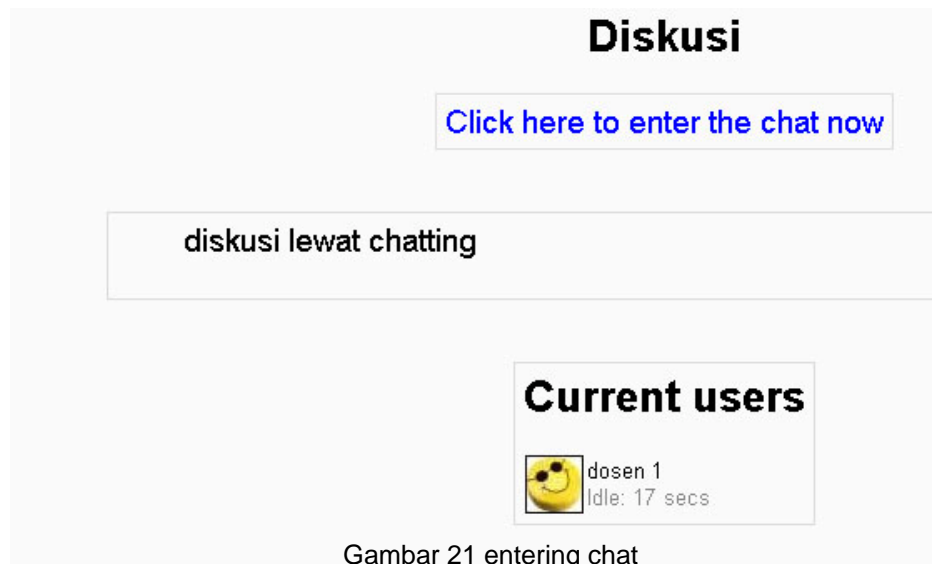 Diskusi
Click here to enter the chat now
diskusi lewat chatting
Current users
dosen 1
Idle: 17 secs
Gambar 21 entering chat